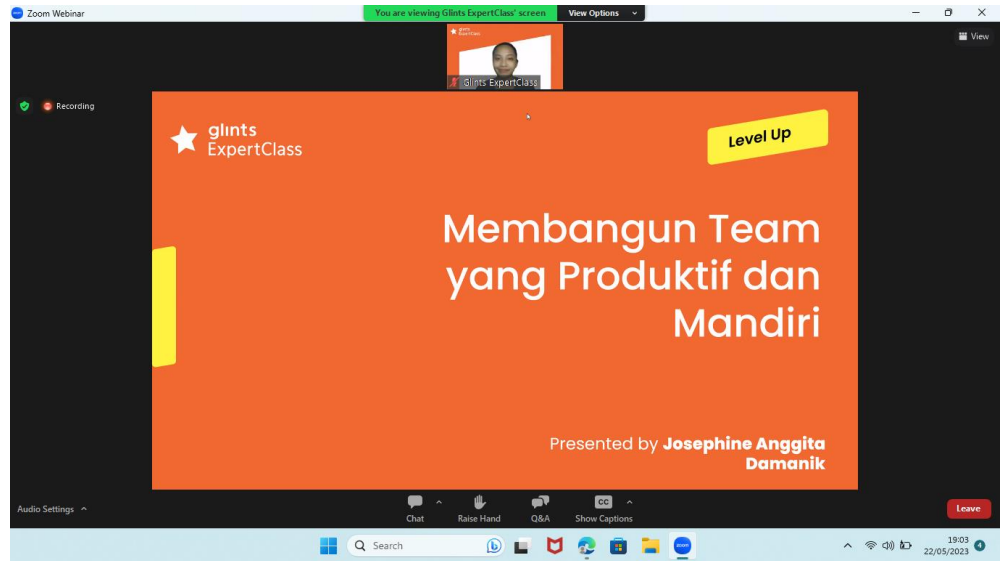 Zoom Webinar
You are viewing Glints ExpertClass' screen
View Options
View
Glints ExpertClass
Recording
glints
ExpertClass
Level Up
Membangun Team
yang Produktif dan
Mandiri
Presented by Josephine Anggita
Damanik
Audio Settings
Chat
Raise Hand
Q&A
CC
Show Captions
Leave
Search
zoom
19:03
22/05/2023
4